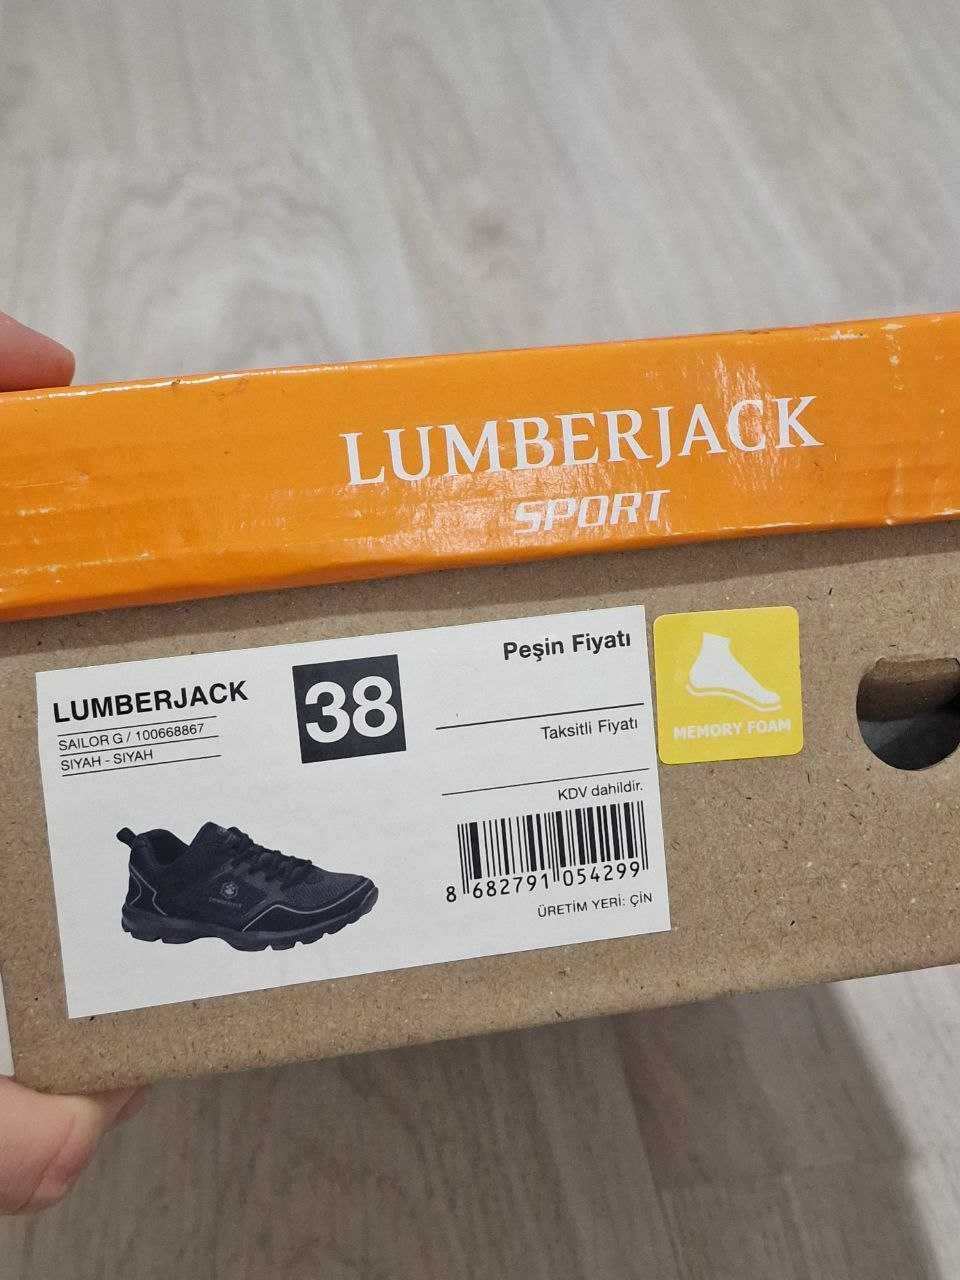 LUMBERJACK
SPORT
LUMBERJACK
SAILOR G / 100668867
SIYAH - SIYAH
38
Peşin Fiyatı
Taksitli Fiyatı
KDV dahildir.
8 682791 054299
ÜRETİM YERİ: ÇİN
MEMORY FOAM